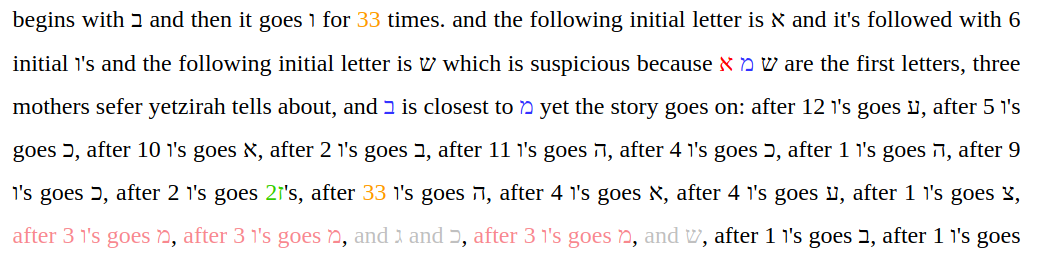 begins with ב and then it goes ו for 33 times. and the following initial letter is א and it's followed with 6
initial ו's and the following initial letter is ש which is suspicious because א מ ש are the first letters, three
mothers sefer yetzirah tells about, and ב is closest to מ yet the story goes on: after 12 ו's goes ע, after 5 ו's
goes כ, after 10 ו's goes א, after 2 ו's goes ב, after 11 ו's goes ה, after 4 ו's goes כ, after 1 ו's goes ה, after 9
ו's goes כ, after 2 ו's goes 2ז's, after 33 ו's goes ה, after 4 ו's goes א, after 4 ו's goes ע, after 1 ו's goes צ,
after 3 ו's goes מ, after 3 ו's goes מ, and ג and כ, after 3 ו's goes מ, and ש, after 1 ו's goes ב, after 1 ו's goes